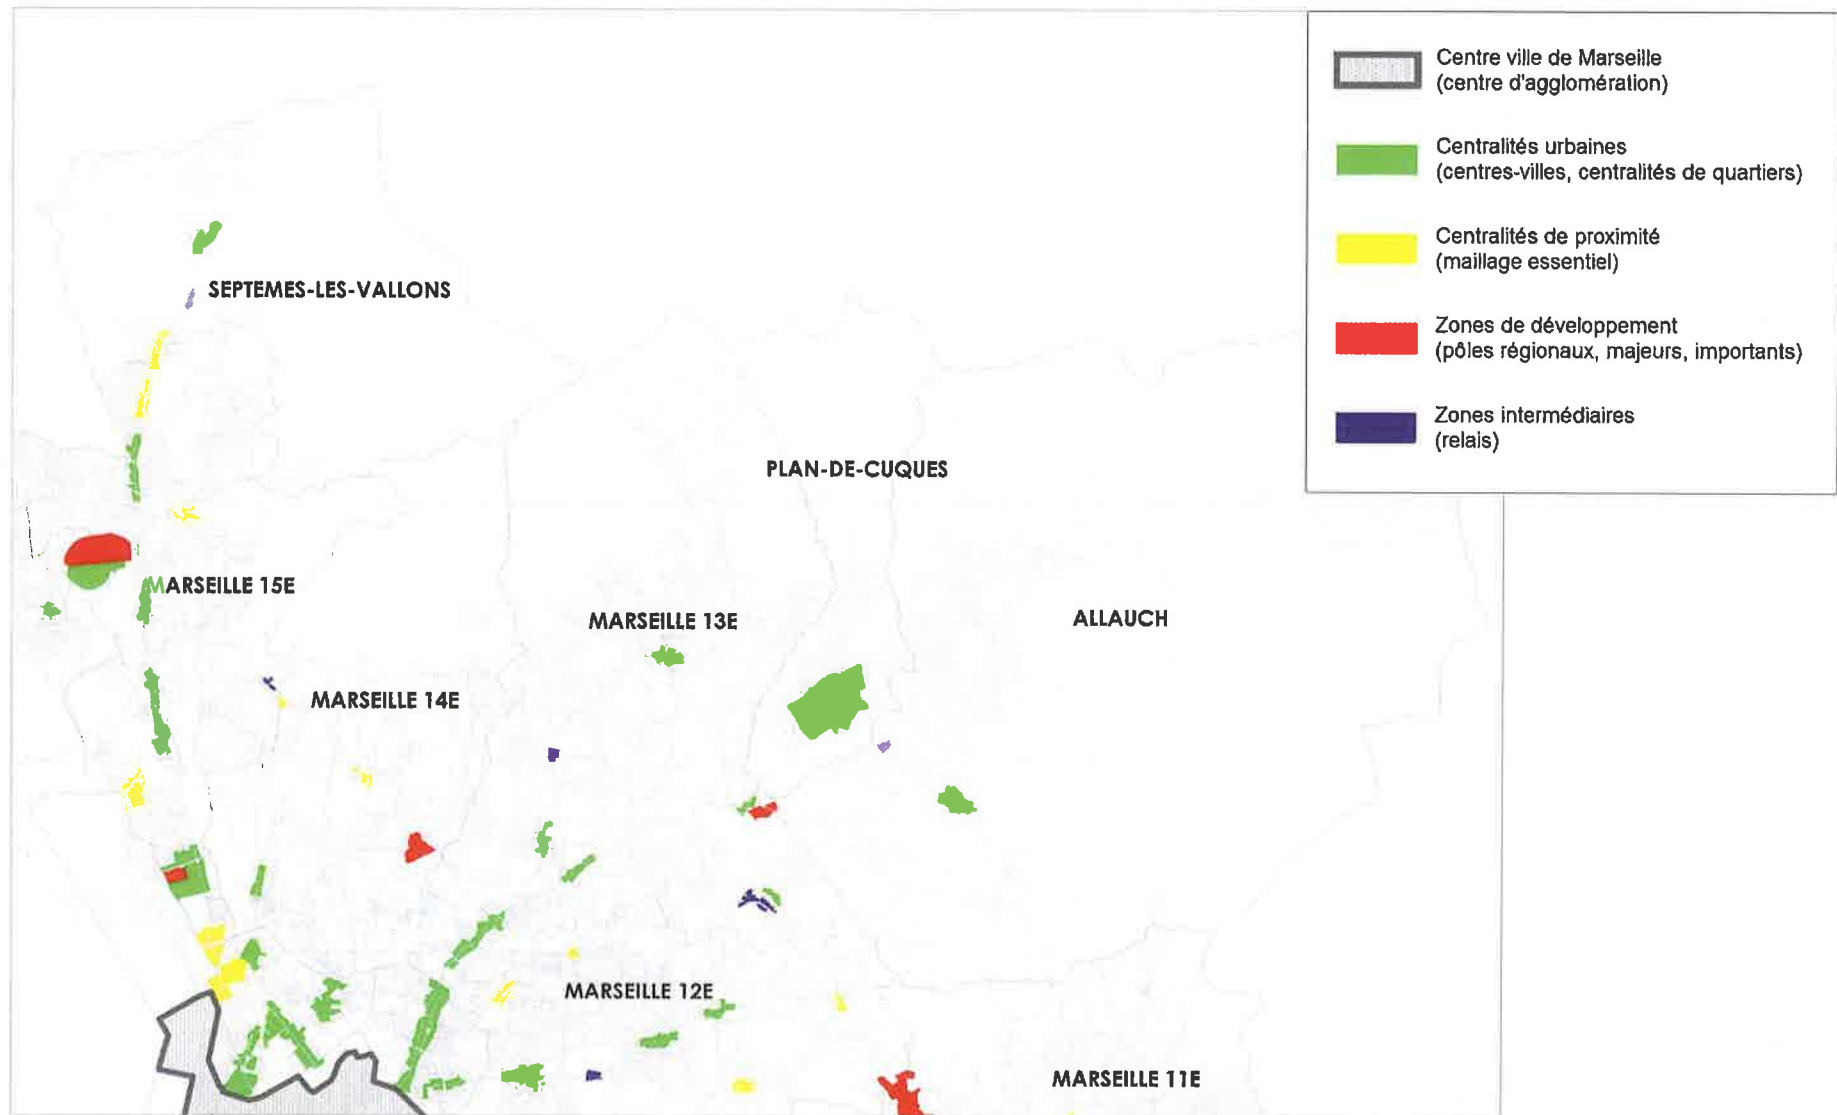 Centre ville de Marseille
(centre d'agglomération)
Centralités urbaines
(centres-villes, centralités de quartiers)
Centralités de proximité
(maillage essentiel)
Zones de développement
(pôles régionaux, majeurs, importants)
Zones intermédiaires
(relais)
SEPTEMES-LES-VALLONS
PLAN-DE-CUQUES
MARSEILLE 15E
MARSEILLE 13E
ALLAUCH
MARSEILLE 14E
MARSEILLE 12E
MARSEILLE 11E